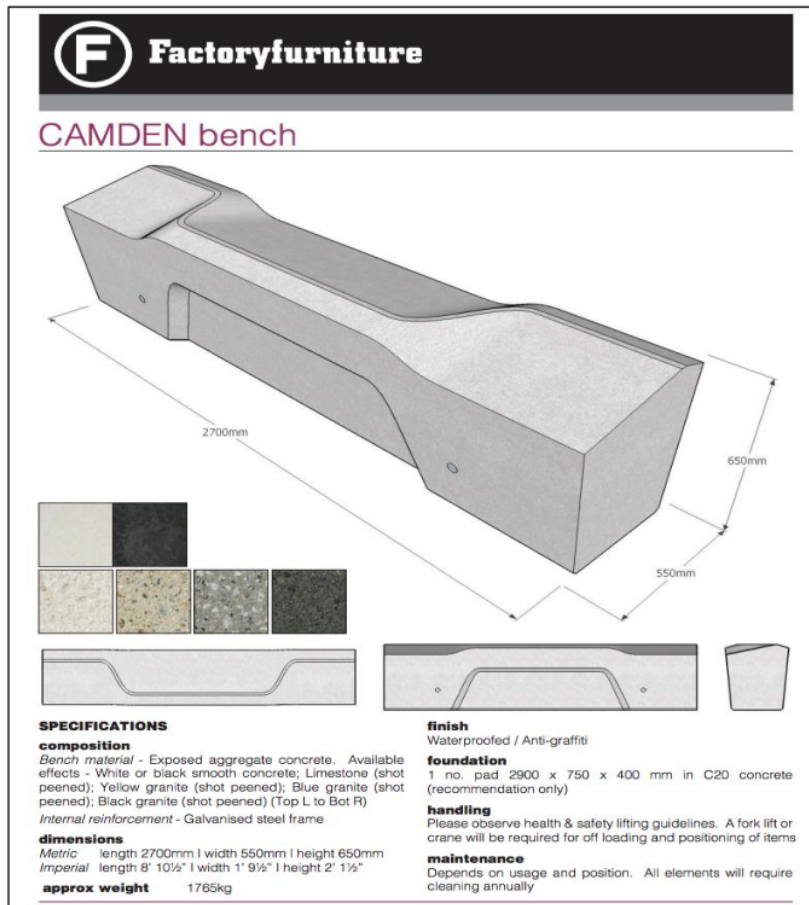 F Factoryfurniture
CAMDEN bench
2700mm
650mm
550mm
SPECIFICATIONS
composition
Bench material - Exposed aggregate concrete. Available
effects - White or black smooth concrete; Limestone (shot
peened); Yellow granite (shot peened); Blue granite (shot
peened); Black granite (shot peened) (Top L to Bot R)
Internal reinforcement - Galvanised steel frame
dimensions
Metric length 2700mm | width 550mm | height 650mm
Imperial length 8' 10½" | width 1' 9½" | height 2' 1½"
approx weight 1765kg
finish
Waterproofed / Anti-graffiti
foundation
1 no. pad 2900 x 750 x 400 mm in C20 concrete
(recommendation only)
handling
Please observe health & safety lifting guidelines. A fork lift or
crane will be required for off loading and positioning of items
maintenance
Depends on usage and position. All elements will require
cleaning annually